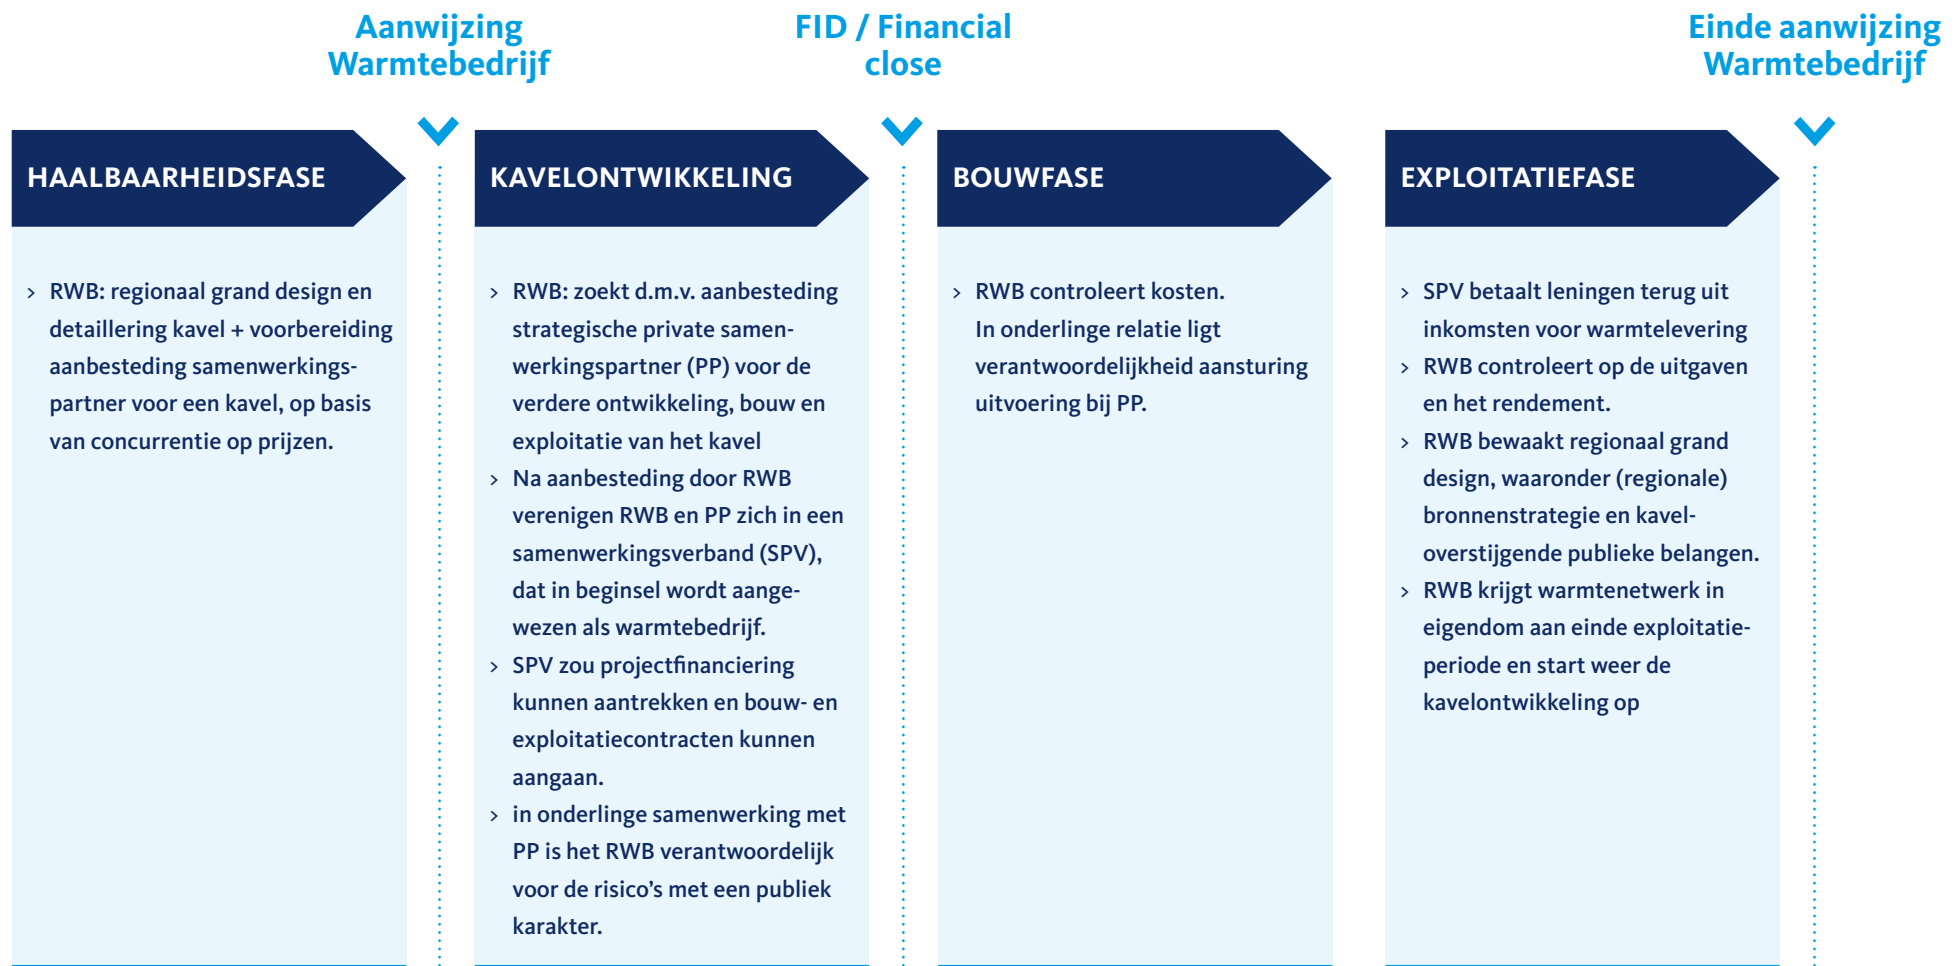 Aanwijzing
Warmtebedrijf
FID / Financial
close
Einde aanwijzing
Warmtebedrijf
HAALBAARHEIDSFASE
> RWB: regionaal grand design en
detaillering kavel + voorbereiding
aanbesteding samenwerkings-
partner voor een kavel, op basis
van concurrentie op prijzen.
KAVELONTWIKKELING
> RWB: zoekt d.m.v. aanbesteding
strategische private samen-
werkingspartner (PP) voor de
verdere ontwikkeling, bouw en
exploitatie van het kavel
> Na aanbesteding door RWB
verenigen RWB en PP zich in een
samenwerkingsverband (SPV),
dat in beginsel wordt aange-
wezen als warmtebedrijf.
> SPV zou projectfinanciering
kunnen aantrekken en bouw- en
exploitatiecontracten kunnen
aangaan.
> in onderlinge samenwerking met
PP is het RWB verantwoordelijk
voor de risico's met een publiek
karakter.
BOUWFASE
> RWB controleert kosten.
In onderlinge relatie ligt
verantwoordelijkheid aansturing
uitvoering bij PP.
EXPLOITATIEFASE
> SPV betaalt leningen terug uit
inkomsten voor warmtelevering
> RWB controleert op de uitgaven
en het rendement.
> RWB bewaakt regionaal grand
design, waaronder (regionale)
bronnenstrategie en kavel-
overstijgende publieke belangen.
> RWB krijgt warmtenetwerk in
eigendom aan einde exploitatie-
periode en start weer de
kavelontwikkeling op